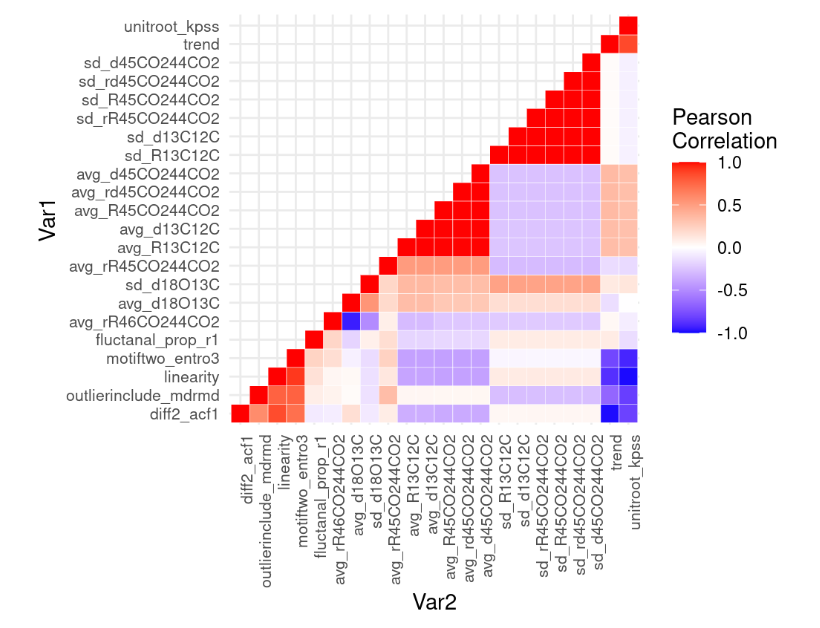 unitroot_kpss
trend
sd_d45CO244CO2
sd_rd45CO244CO2
sd_R45CO244CO2
sd_rR45CO244CO2
sd_d13C12C
sd_R13C12C
avg_d45CO244CO2
avg_rd45CO244CO2
avg_R45CO244CO2
avg_d13C12C
avg_R13C12C
avg_rR45CO244CO2
sd_d18O13C
avg_d18O13C
avg_rR46CO244CO2
fluctanal_prop_r1
motiftwo_entro3
linearity
outlierinclude_mdrmd
diff2_acf1
Var1
diff2_acf1
outlierinclude_mdrmd
linearity
motiftwo_entro3
fluctanal_prop_r1
avg_rR46CO244CO2
avg_d18O13C
sd_d18O13C
avg_rR45CO244CO2
avg_R13C12C
avg_d13C12C
avg_R45CO244CO2
avg_rd45CO244CO2
avg_d45CO244CO2
sd_R13C12C
sd_d13C12C
sd_rR45CO244CO2
sd_R45CO244CO2
sd_rd45CO244CO2
sd_d45CO244CO2
trend
unitroot_kpss
Var2
Pearson
Correlation
1.0
0.5
0.0
-0.5
-1.0